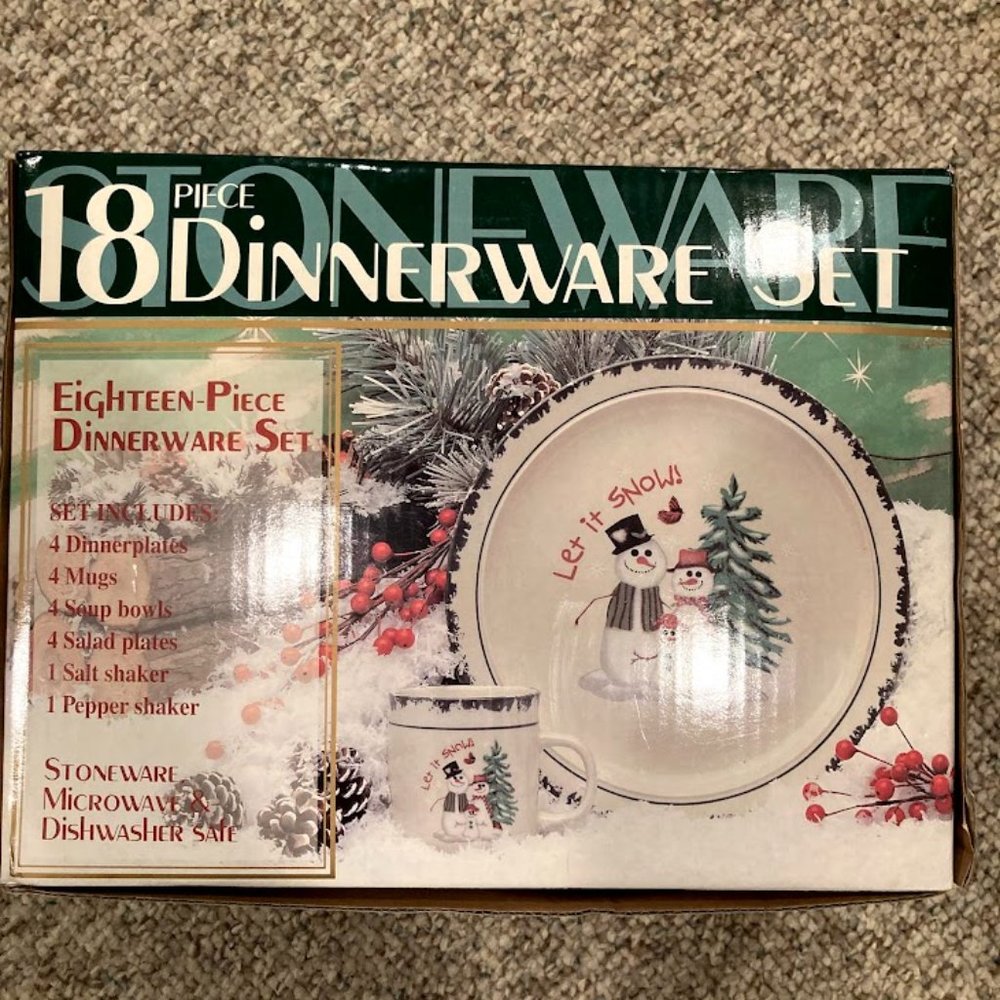 STONEWARE
18 PIECE
DINNERWARE SET
EIGHTEEN-PIECE
DINNERWARE SET
SET INCLUDES:
4 Dinnerplates
4 Mugs
4 Soup bowls
4 Salad plates
1 Salt shaker
1 Pepper shaker
STONEWARE
MICROWAVE &
DISHWASHER SAFE
Let it SNOW!
Let it SNOW!